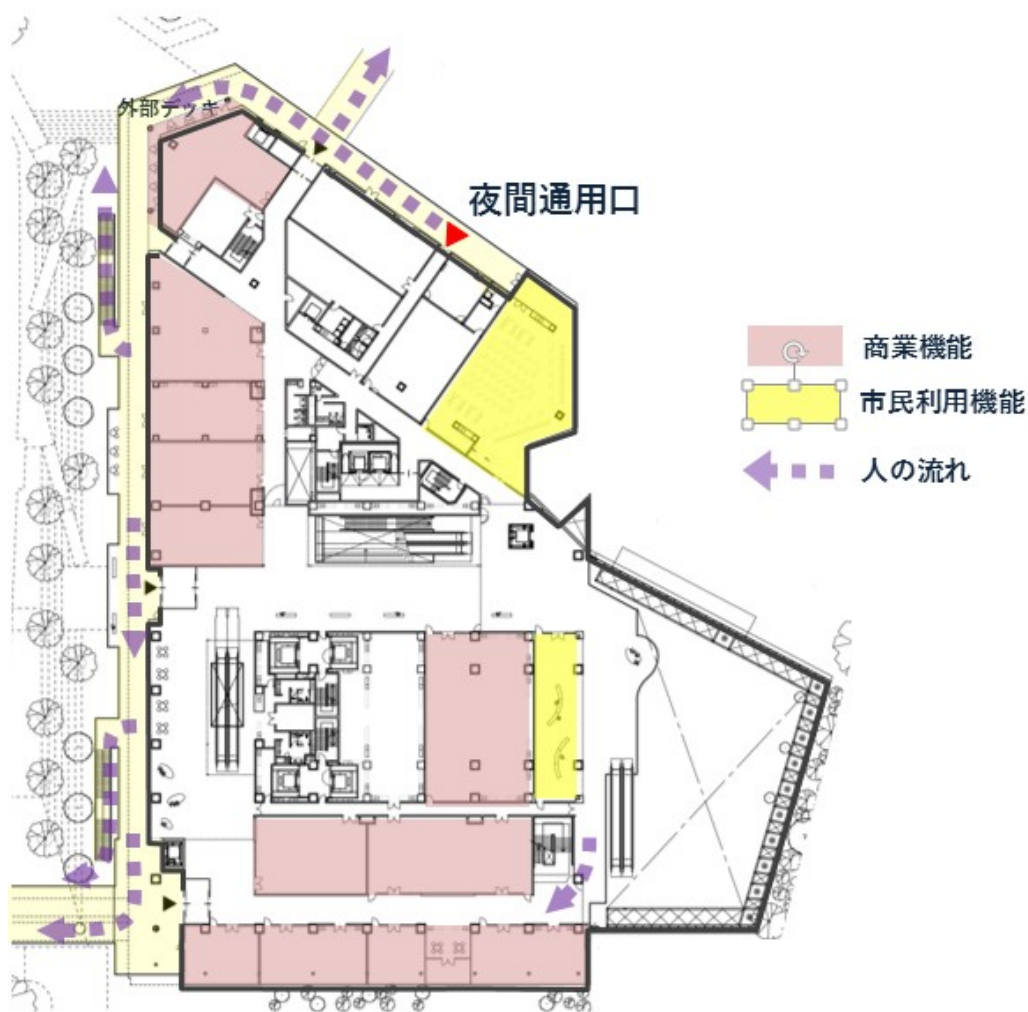 外部デッキ
夜間通用口
商業機能
市民利用機能
人の流れ